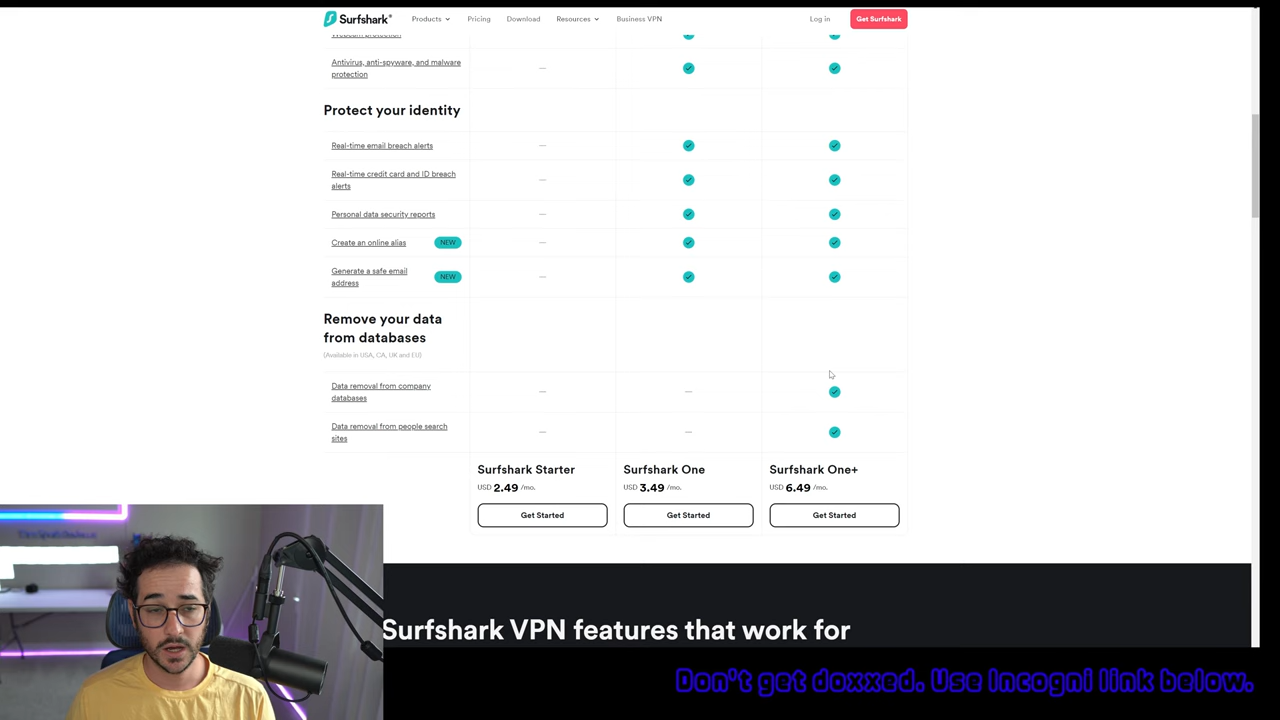 Surfshark®
Products
Pricing
Download
Resources
Business VPN
Log in
Get Surfshark
Webcam protection
Antivirus, anti-spyware, and malware
protection
Protect your identity
Real-time email breach alerts
Real-time credit card and ID breach
alerts
Personal data security reports
Create an online alias
NEW
Generate a safe email
address
NEW
Remove your data
from databases
(Available in USA, CA, UK and EU)
Data removal from company
databases
Data removal from people search
sites
Surfshark Starter
USD 2.49 /mo.
Get Started
Surfshark One
USD 3.49 /mo.
Get Started
Surfshark One+
USD 6.49 /mo.
Get Started
Surfshark VPN features that work for
Don't get doxxed. Use Incogni link below.